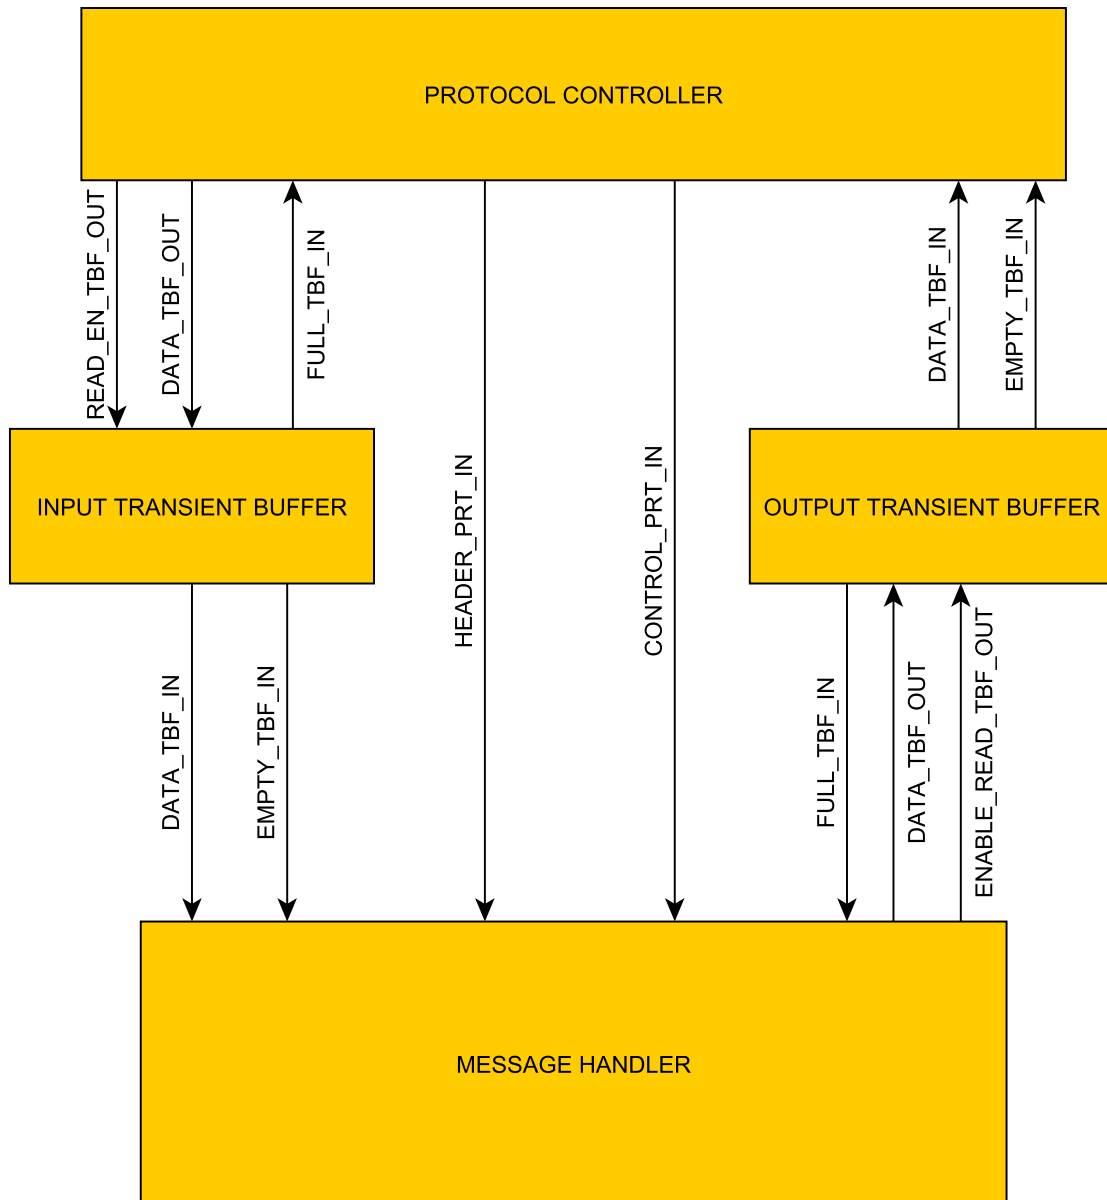 PROTOCOL CONTROLLER
READ_EN_TBF_OUT
DATA_TBF_OUT
FULL_TBF_IN
DATA_TBF_IN
EMPTY_TBF_IN
INPUT TRANSIENT BUFFER
HEADER_PRT_IN
CONTROL_PRT_IN
OUTPUT TRANSIENT BUFFER
DATA_TBF_IN
EMPTY_TBF_IN
FULL_TBF_IN
DATA_TBF_OUT
ENABLE_READ_TBF_OUT
MESSAGE HANDLER